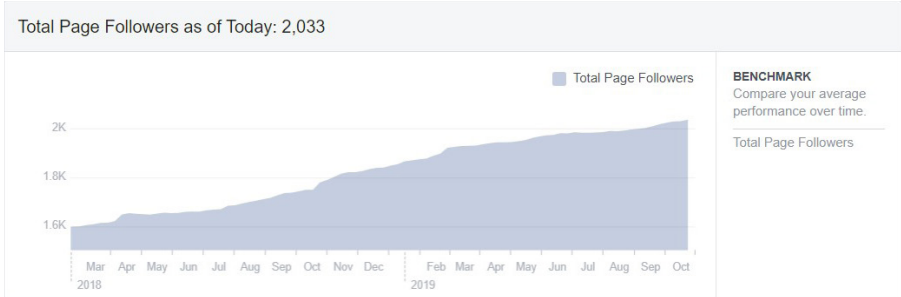 Total Page Followers as of Today: 2,033
Total Page Followers
2K
1.8K
1.6K
Mar Apr May Jun Jul Aug Sep Oct Nov Dec Feb Mar Apr May Jun Jul Aug Sep Oct
2018 2019
BENCHMARK
Compare your average
performance over time.
Total Page Followers